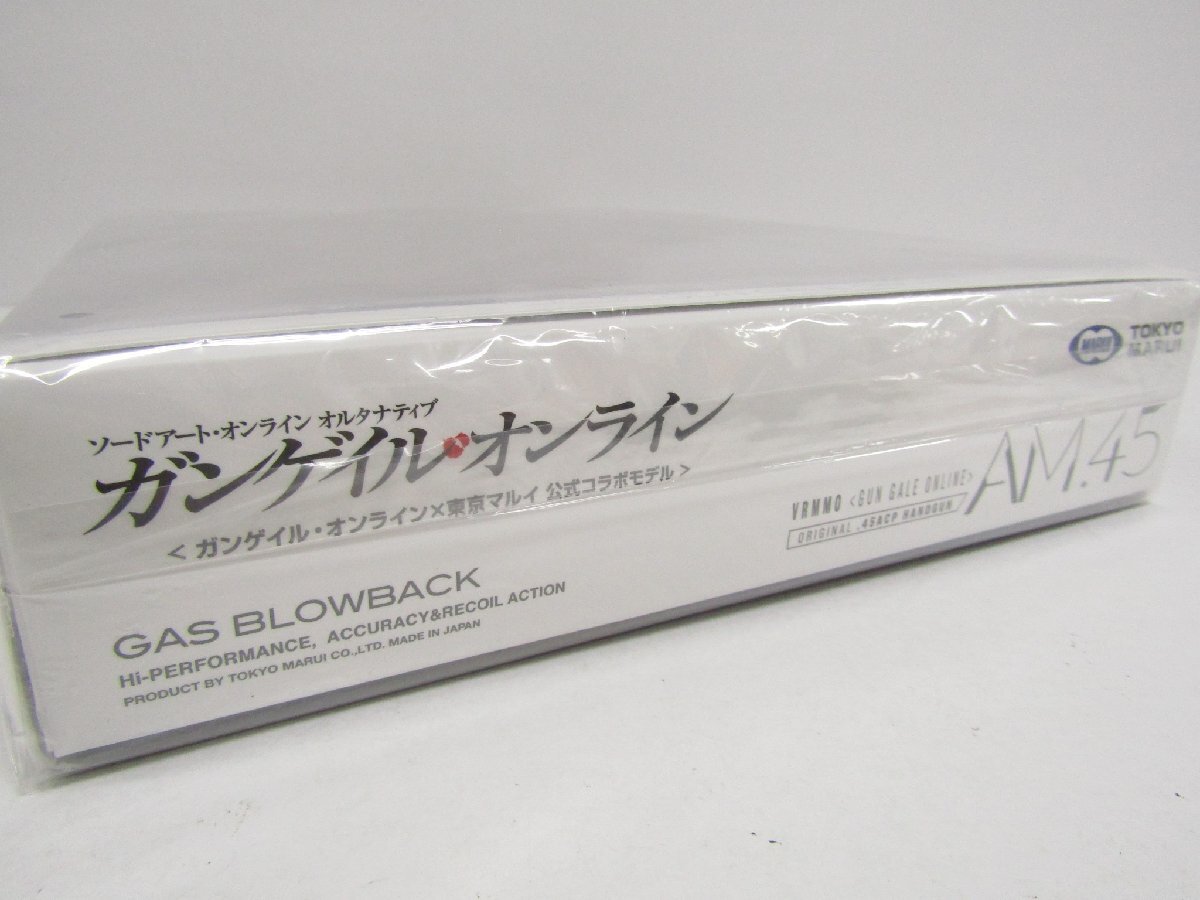 ソードアート・オンライン オルタナティブ
ガンゲイル・オンライン
＜ガンゲイル・オンライン×東京マルイ 公式コラボモデル＞
GAS BLOWBACK
Hi-PERFORMANCE, ACCURACY&RECOIL ACTION
PRODUCT BY TOKYO MARUI CO.,LTD. MADE IN JAPAN
MARUI
TOKYO
MARUI
VRMMO <GUN GALE ONLINE>
ORIGINAL .45ACP HANDGUN
AM.45